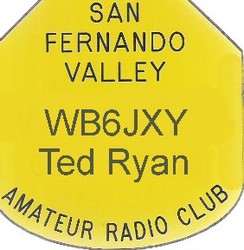 SAN
FERNANDO
VALLEY
WB6JXY
Ted Ryan
AMATEUR RADIO CLUB